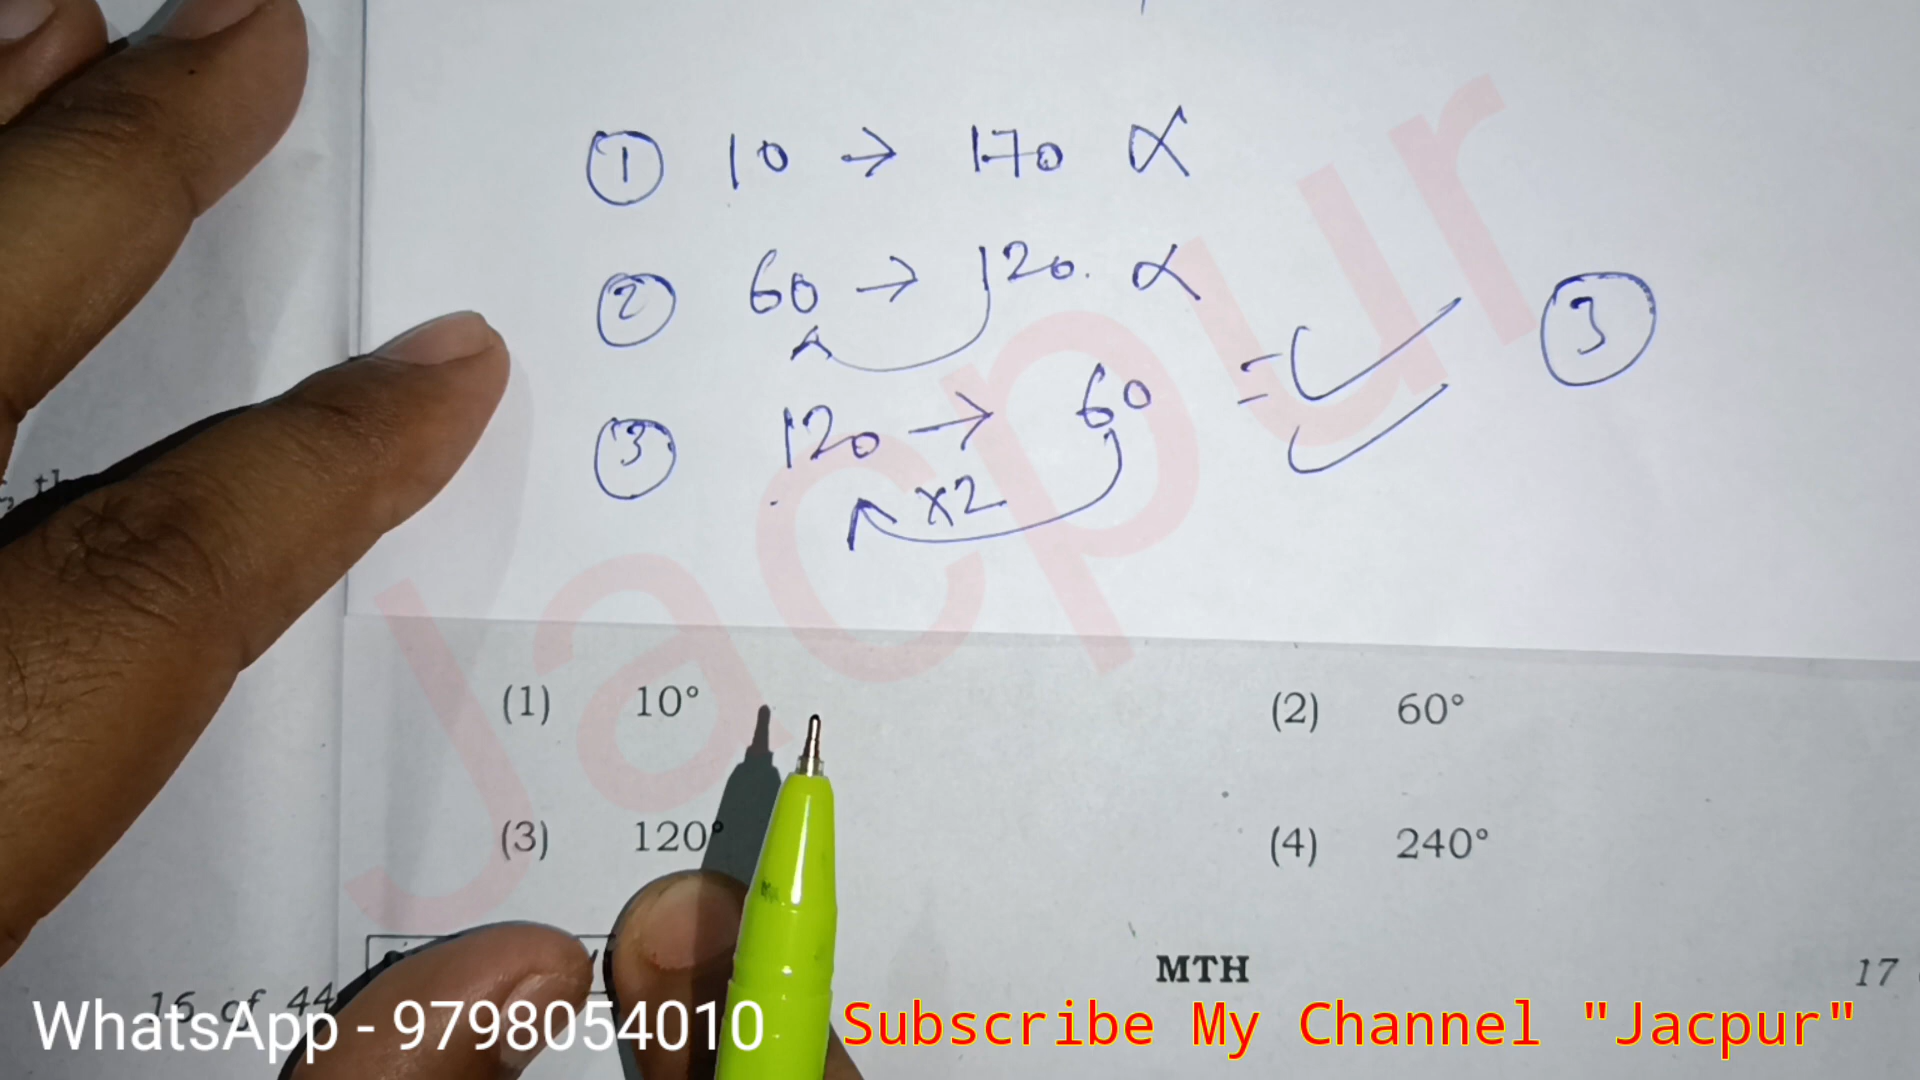 ① 10 → 170 ×
② 60 → 120. ×
③ 120 → 60 = ✓ ③
×2
Jacpur
(1) 10° (2) 60°
(3) 120° (4) 240°
MTH 17
16 of 44
WhatsApp - 9798054010 Subscribe My Channel "Jacpur"